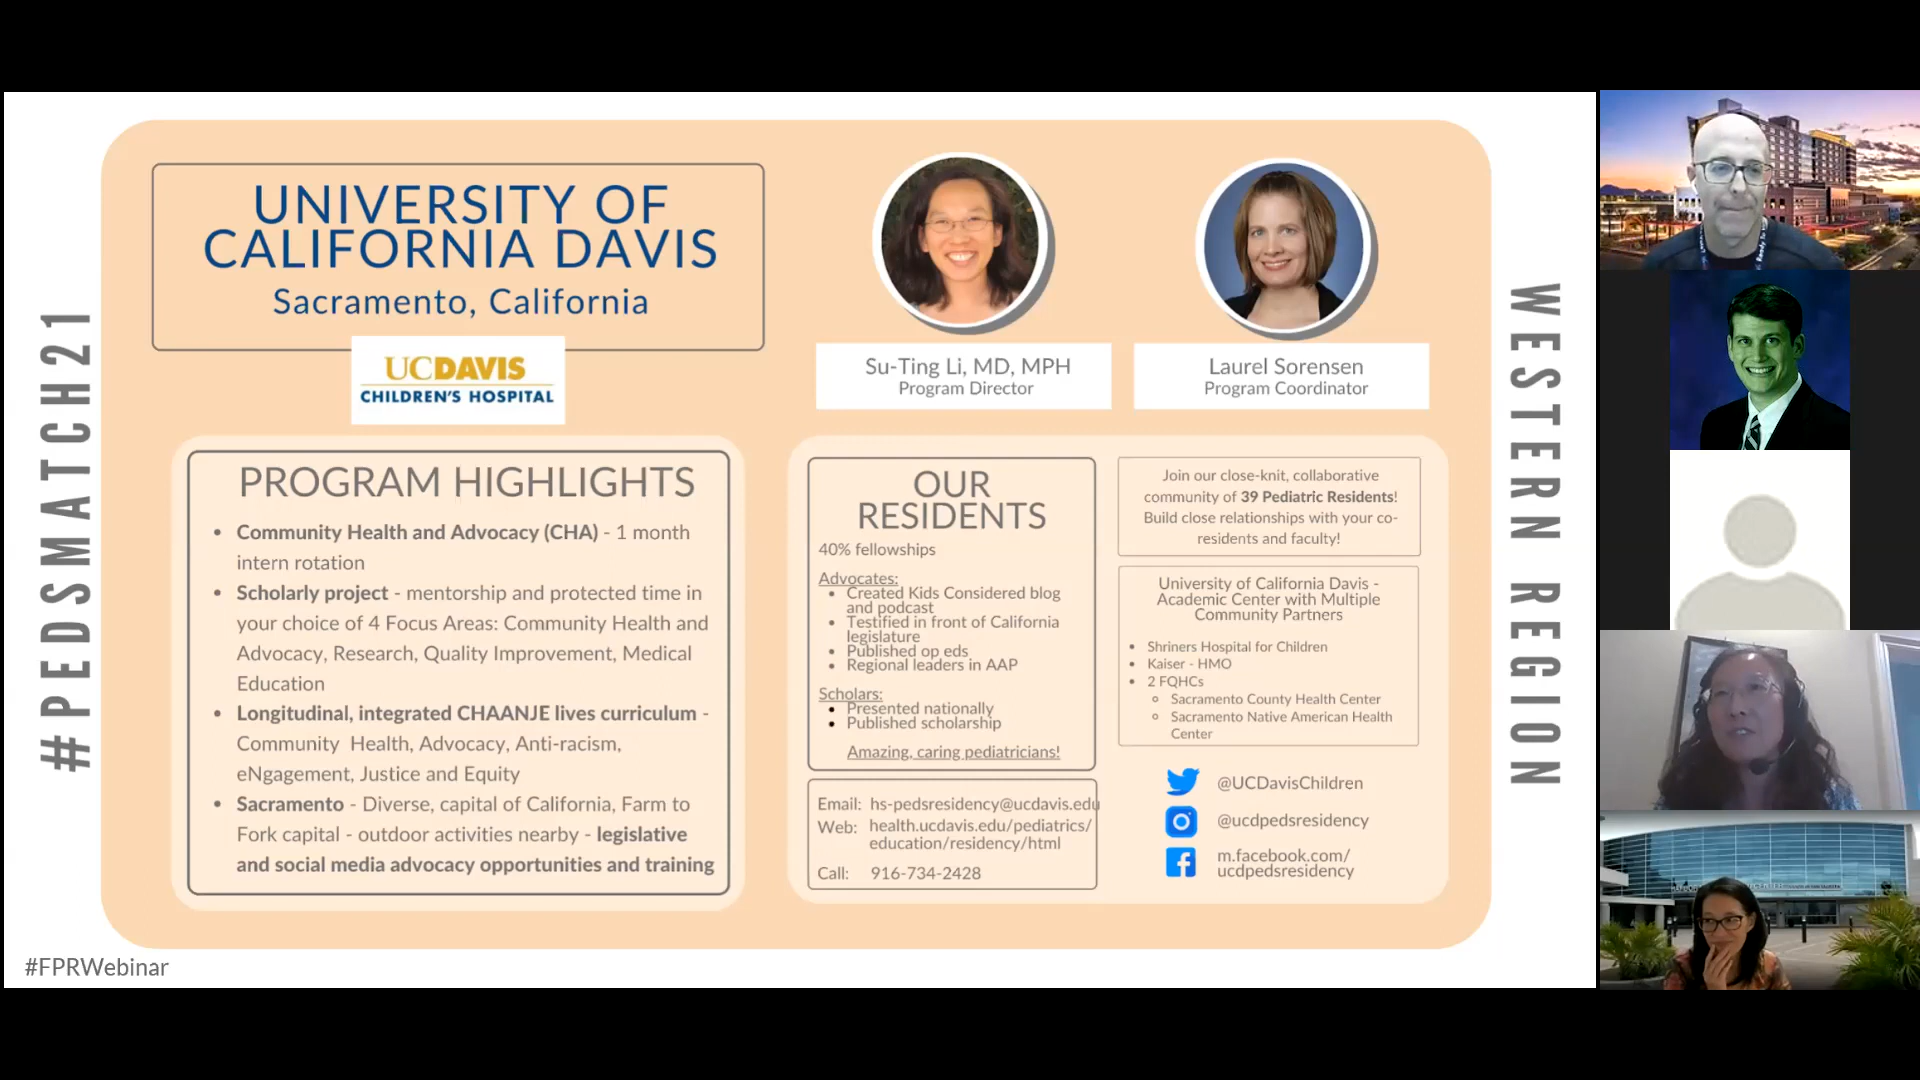 #PEDSMATCH21
UNIVERSITY OF
CALIFORNIA DAVIS
Sacramento, California
UCDAVIS
CHILDREN'S HOSPITAL
Su-Ting Li, MD, MPH
Program Director
Laurel Sorensen
Program Coordinator
PROGRAM HIGHLIGHTS
• Community Health and Advocacy (CHA) - 1 month
intern rotation
• Scholarly project - mentorship and protected time in
your choice of 4 Focus Areas: Community Health and
Advocacy, Research, Quality Improvement, Medical
Education
• Longitudinal, integrated CHAANJE lives curriculum -
Community Health, Advocacy, Anti-racism,
eNgagement, Justice and Equity
• Sacramento - Diverse, capital of California, Farm to
Fork capital - outdoor activities nearby - legislative
and social media advocacy opportunities and training
OUR
RESIDENTS
40% fellowships
Advocates:
• Created Kids Considered blog
and podcast
• Testified in front of California
legislature
• Published op eds
• Regional leaders in AAP
Scholars:
• Presented nationally
• Published scholarship
Amazing, caring pediatricians!
Email: hs-pedsresidency@ucdavis.edu
Web: health.ucdavis.edu/pediatrics/
education/residency/html
Call: 916-734-2428
Join our close-knit, collaborative
community of 39 Pediatric Residents!
Build close relationships with your co-
residents and faculty!
University of California Davis -
Academic Center with Multiple
Community Partners
• Shriners Hospital for Children
• Kaiser - HMO
• 2 FQHCs
◦ Sacramento County Health Center
◦ Sacramento Native American Health
Center
@UCDavisChildren
@ucdpedsresidency
m.facebook.com/
ucdpedsresidency
WESTERN REGION
#FPRWebinar